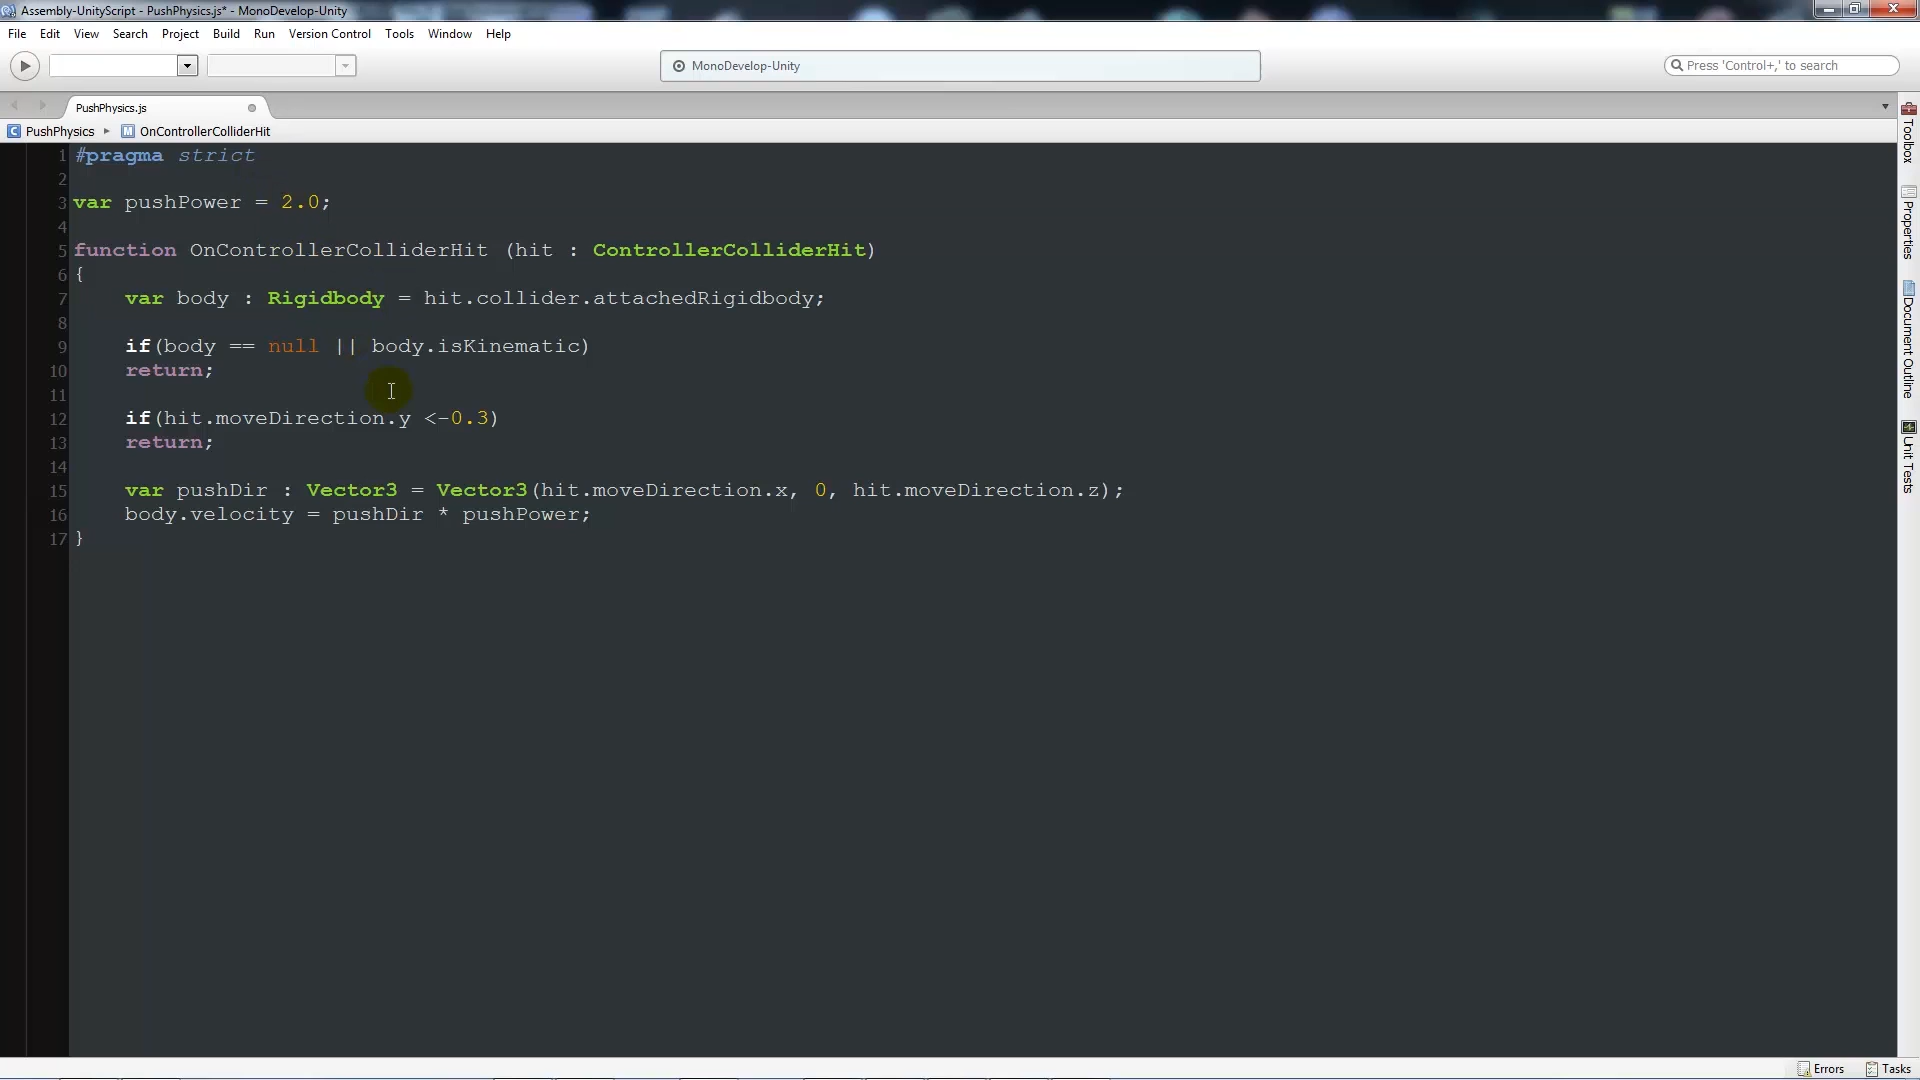 Assembly-UnityScript - PushPhysics.js* - MonoDevelop-Unity
File Edit View Search Project Build Run Version Control Tools Window Help
MonoDevelop-Unity
Press 'Control+,' to search
PushPhysics.js
PushPhysics OnControllerColliderHit
1 #pragma strict
2
3 var pushPower = 2.0;
4
5 function OnControllerColliderHit (hit : ControllerColliderHit)
6 {
7 var body : Rigidbody = hit.collider.attachedRigidbody;
8
9 if(body == null || body.isKinematic)
10 return;
11
12 if(hit.moveDirection.y <-0.3)
13 return;
14
15 var pushDir : Vector3 = Vector3(hit.moveDirection.x, 0, hit.moveDirection.z);
16 body.velocity = pushDir * pushPower;
17 }
Toolbox
Properties
Document Outline
Unit Tests
Errors Tasks